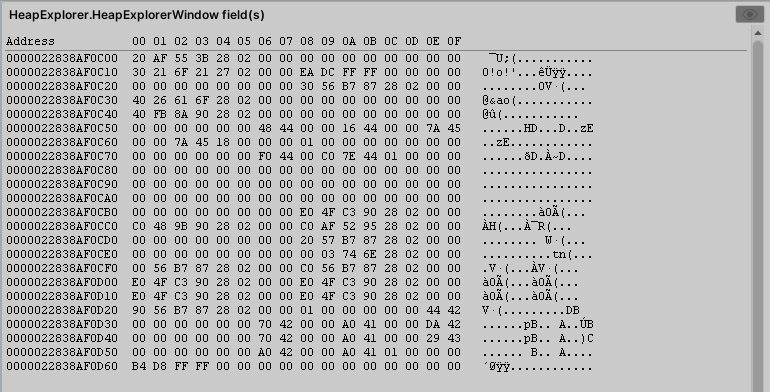 HeapExplorer.HeapExplorerWindow field(s)
Address 00 01 02 03 04 05 06 07 08 09 0A 0B 0C 0D 0E 0F
0000022838AF0C00 20 AF 55 3B 28 02 00 00 00 00 00 00 00 00 00 00  ¯U;(...........
0000022838AF0C10 30 21 6F 21 27 02 00 00 EA DC FF FF 00 00 00 00 0!o!'...êÜÿÿ....
0000022838AF0C20 00 00 00 00 00 00 30 56 B7 87 28 02 00 00 ......0V·(....
0000022838AF0C30 40 26 61 6F 28 02 00 00 00 00 00 00 00 00 00 00 @&ao(...........
0000022838AF0C40 40 FB 8A 90 28 02 00 00 00 00 00 00 00 00 00 00 @û(...........
0000022838AF0C50 00 00 00 00 00 00 48 44 00 00 16 44 00 00 7A 45 ......HD...D..zE
0000022838AF0C60 00 00 7A 45 18 00 00 00 01 00 00 00 00 00 00 00 ..zE............
0000022838AF0C70 00 00 00 00 00 00 F0 44 00 C0 7E 44 01 00 00 00 ......ðD.À~D....
0000022838AF0C80 00 00 00 00 00 00 00 00 00 00 00 00 00 00 00 00 ................
0000022838AF0C90 00 00 00 00 00 00 00 00 00 00 00 00 00 00 00 00 ................
0000022838AF0CA0 00 00 00 00 00 00 00 00 00 00 00 00 00 00 00 00 ................
0000022838AF0CB0 00 00 00 00 00 00 00 00 E0 4F C3 90 28 02 00 00 ........àOÃ(...
0000022838AF0CC0 C0 48 9B 90 28 02 00 00 C0 AF 52 95 28 02 00 00 ÀH(...À¯R(...
0000022838AF0CD0 00 00 00 00 00 00 00 00 20 57 B7 87 28 02 00 00 ........ W·(...
0000022838AF0CE0 00 00 00 00 00 00 00 00 03 74 6E 28 02 00 00 .........tn(....
0000022838AF0CF0 00 56 B7 87 28 02 00 00 C0 56 B7 87 28 02 00 00 .V·(...ÀV·(...
0000022838AF0D00 E0 4F C3 90 28 02 00 00 E0 4F C3 90 28 02 00 00 àOÃ(...àOÃ(...
0000022838AF0D10 E0 4F C3 90 28 02 00 00 E0 4F C3 90 28 02 00 00 àOÃ(...àOÃ(...
0000022838AF0D20 90 56 B7 87 28 02 00 00 01 00 00 00 00 00 44 42 V·(.........DB
0000022838AF0D30 00 00 00 00 00 00 70 42 00 00 A0 41 00 00 DA 42 ......pB.. A..ÚB
0000022838AF0D40 00 00 00 00 00 00 70 42 00 00 A0 41 00 00 29 43 ......pB.. A..)C
0000022838AF0D50 00 00 00 00 00 00 A0 42 00 00 A0 41 01 00 00 00 ...... B.. A....
0000022838AF0D60 B4 D8 FF FF 00 00 00 00 00 00 00 00 00 00 00 00 ´Øÿÿ............